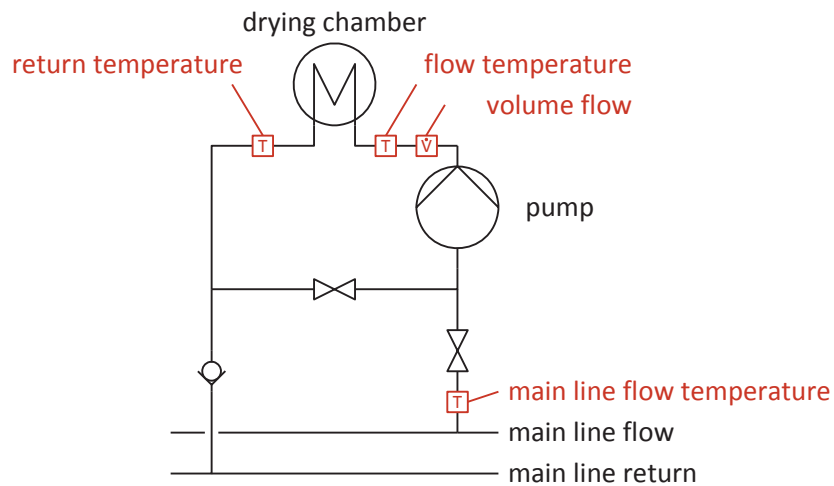 drying chamber
return temperature
flow temperature
volume flow
T
T
V̇
pump
main line flow temperature
T
main line flow
main line return